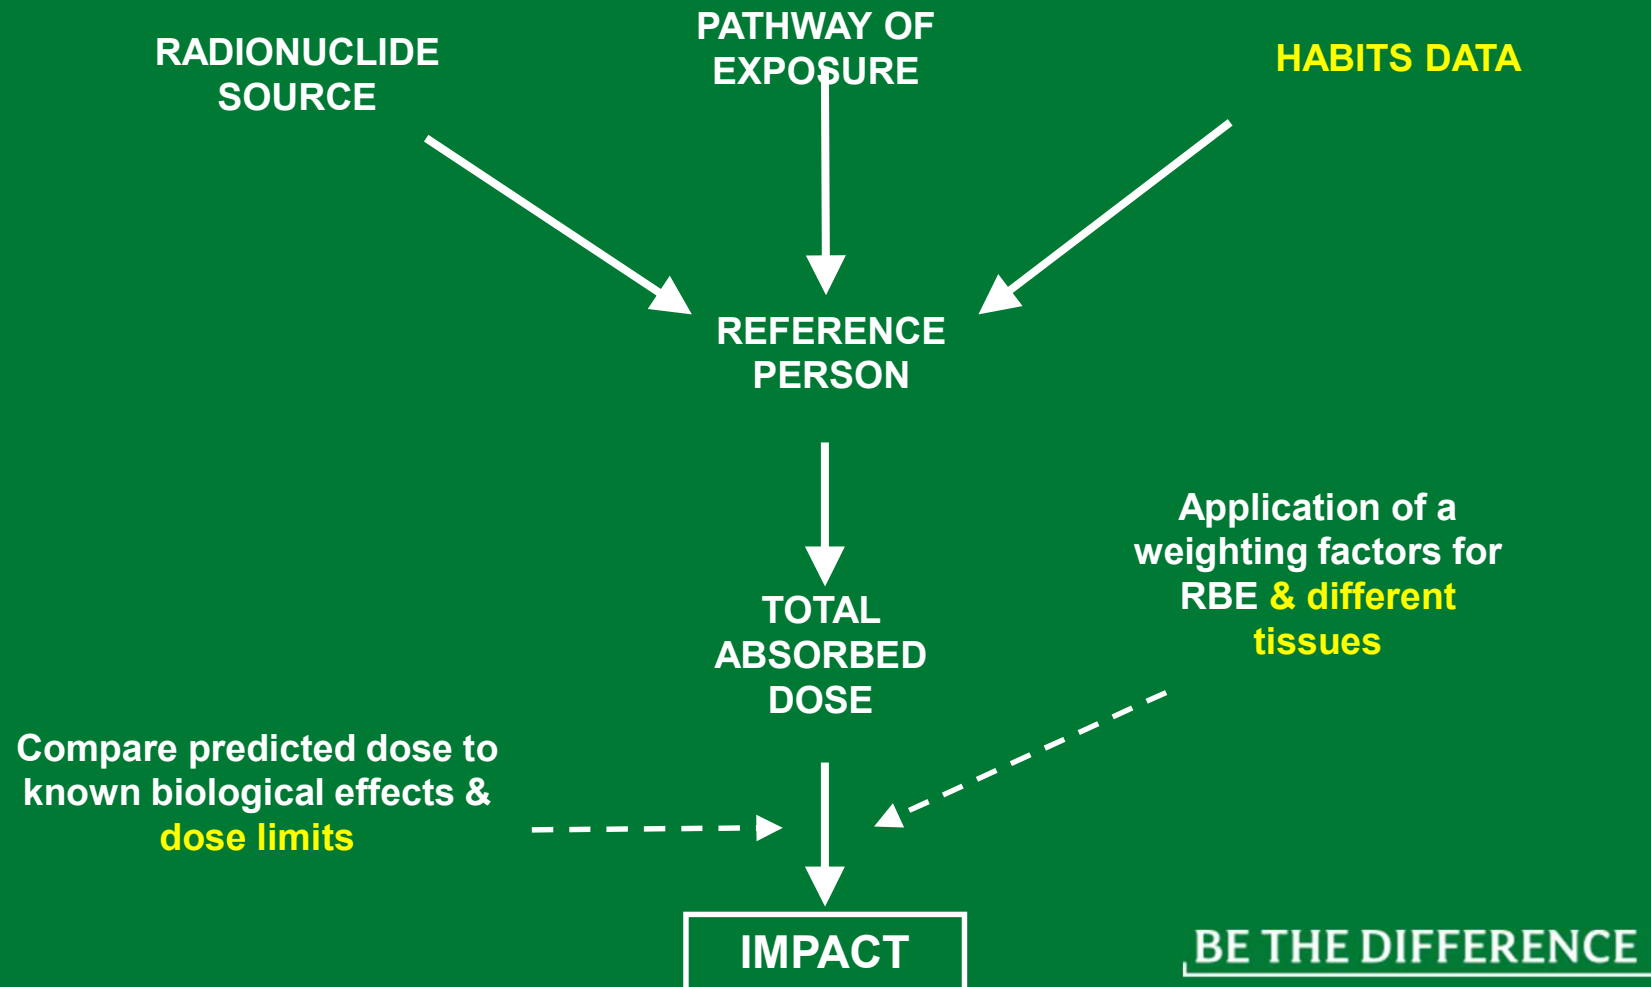 RADIONUCLIDE
SOURCE
PATHWAY OF
EXPOSURE
HABITS DATA
REFERENCE
PERSON
Application of a
weighting factors for
RBE & different
tissues
TOTAL
ABSORBED
DOSE
Compare predicted dose to
known biological effects &
dose limits
IMPACT
BE THE DIFFERENCE